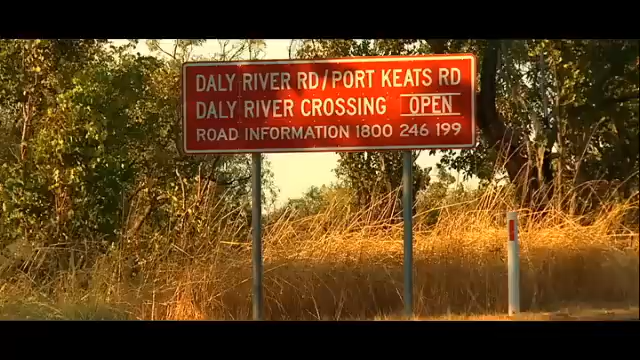 DALY RIVER RD/PORT KEATS RD
DALY RIVER CROSSING OPEN
ROAD INFORMATION 1800 246 199